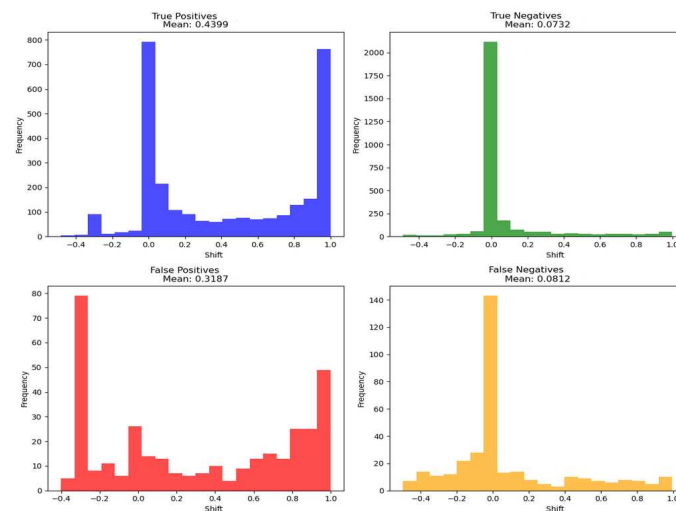 True Positives
Mean: 0.4399
True Negatives
Mean: 0.0732
800
700
600
500
400
300
200
100
0
Frequency
−0.4 −0.2 0.0 0.2 0.4 0.6 0.8 1.0
Shift
2000
1750
1500
1250
1000
750
500
250
0
Frequency
−0.4 −0.2 0.0 0.2 0.4 0.6 0.8 1.0
Shift
False Positives
Mean: 0.3187
False Negatives
Mean: 0.0812
80
70
60
50
40
30
20
10
0
Frequency
−0.4 −0.2 0.0 0.2 0.4 0.6 0.8 1.0
Shift
140
120
100
80
60
40
20
0
Frequency
−0.4 −0.2 0.0 0.2 0.4 0.6 0.8 1.0
Shift